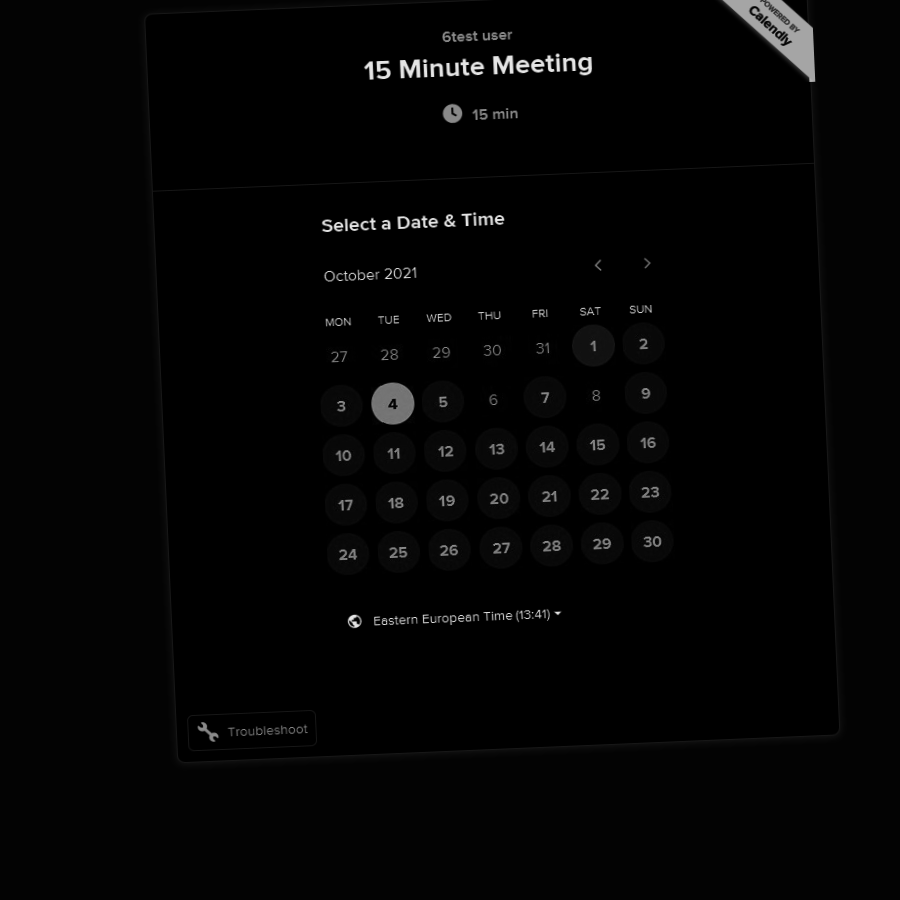 POWERED BY
Calendly
6test user
15 Minute Meeting
15 min
Select a Date & Time
October 2021
MON TUE WED THU FRI SAT SUN
27 28 29 30 31 1 2
3 4 5 6 7 8 9
10 11 12 13 14 15 16
17 18 19 20 21 22 23
24 25 26 27 28 29 30
Eastern European Time (13:41)
Troubleshoot